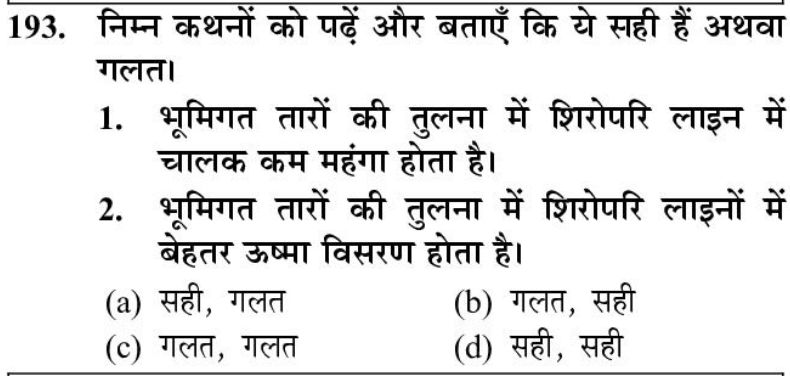 193. निम्न कथनों को पढ़ें और बताएँ कि ये सही हैं अथवा
गलत।
1. भूमिगत तारों की तुलना में शिरोपरि लाइन में
चालक कम महंगा होता है।
2. भूमिगत तारों की तुलना में शिरोपरि लाइनों में
बेहतर ऊष्मा विसरण होता है।
(a) सही, गलत (b) गलत, सही
(c) गलत, गलत (d) सही, सही